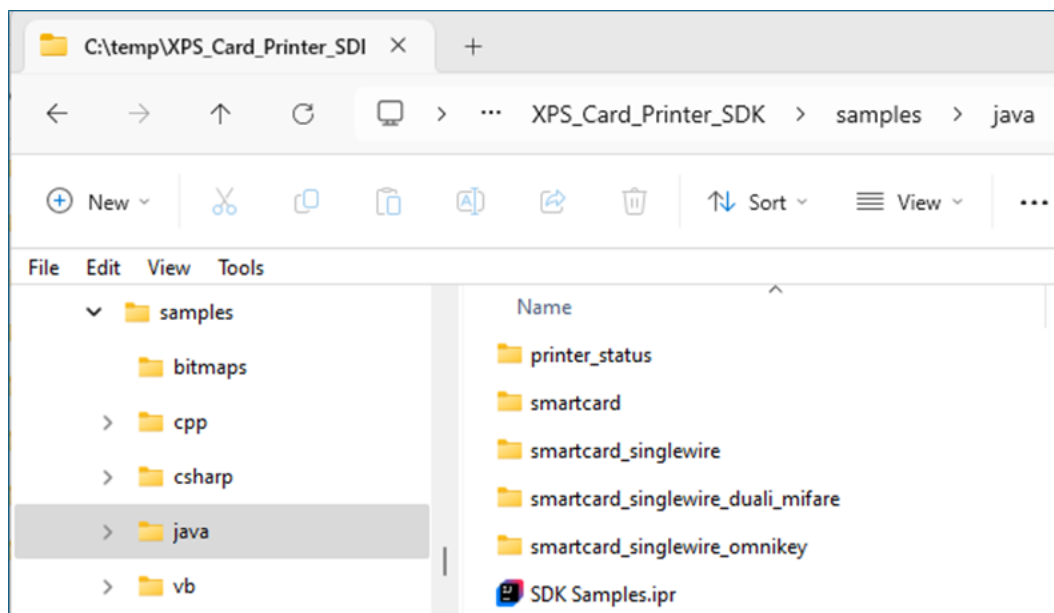 C:\temp\XPS_Card_Printer_SDI
XPS_Card_Printer_SDK > samples > java
New Sort View
File Edit View Tools
samples
bitmaps
cpp
csharp
java
vb
Name
printer_status
smartcard
smartcard_singlewire
smartcard_singlewire_duali_mifare
smartcard_singlewire_omnikey
SDK Samples.ipr